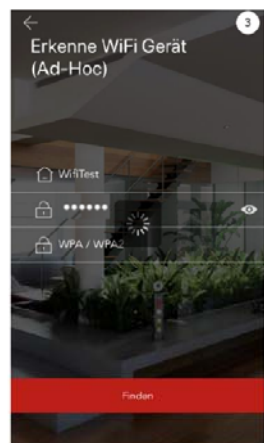 3
Erkenne WiFi Gerät
(Ad-Hoc)
WifiTest
••••••
WPA / WPA2
Finden